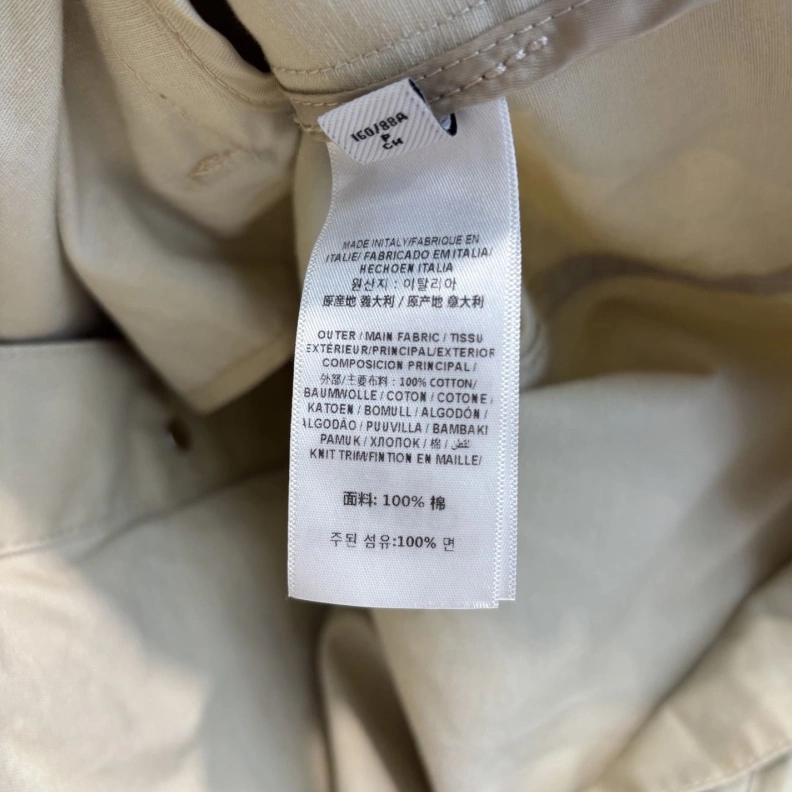 160/88A
P
CH
MADE INITALY/FABRIQUE EN
ITALIE/ FABRICADO EM ITALIA/
HECHOEN ITALIA
원산지 : 이탈리아
原産地 義大利 / 原产地 意大利
OUTER / MAIN FABRIC / TISSU
EXTÉRIEUR/PRINCIPAL/EXTERIOR
COMPOSICION PRINCIPAL /
外部/主要布料 : 100% COTTON/
BAUMWOLLE / COTON / COTONE /
KATOEN / BOMULL / ALGODÓN /
ALGODÃO / PUUVILLA / BAMBAKI
PAMUK / ХЛОПОК / 棉 / قطن
KNIT TRIM/FINTION EN MAILLE/
面料: 100% 棉
주된 섬유:100% 면